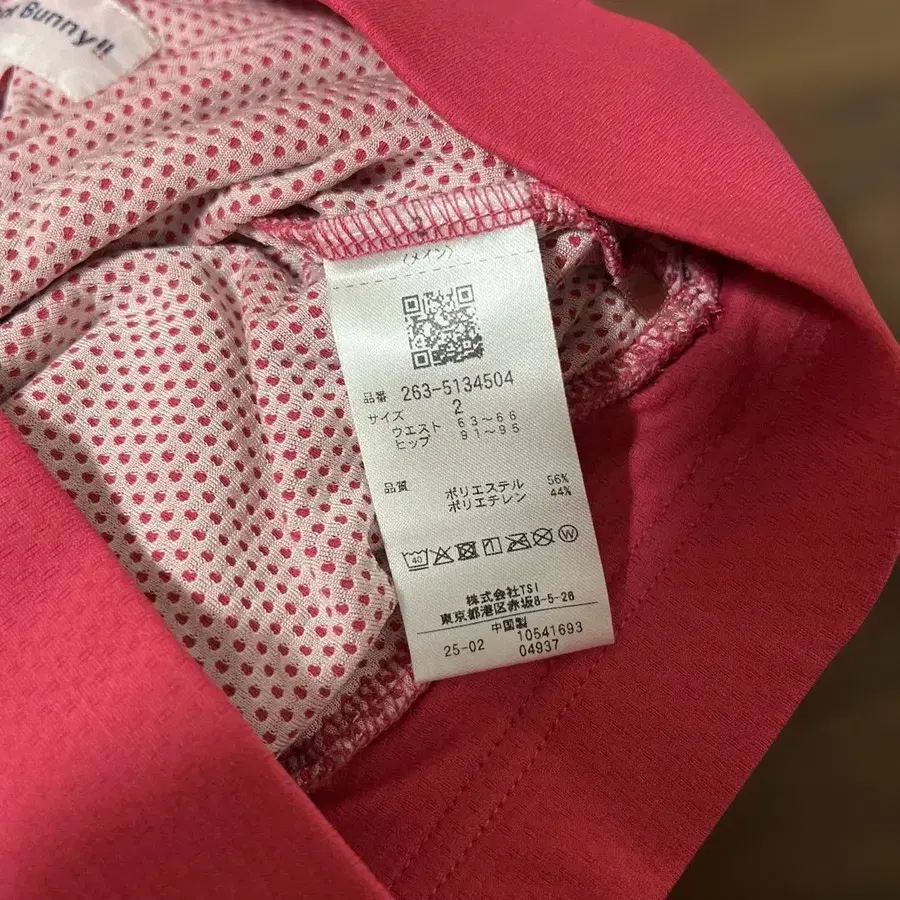 Bunny!!
〈メイン〉
品番 263-5134504
サイズ 2
ウエスト 63~66
ヒップ 91~95
品質 ポリエステル 56%
ポリエチレン 44%
40 W
株式会社TSI
東京都港区赤坂8-5-28
中国製
25-02 10541693
04937